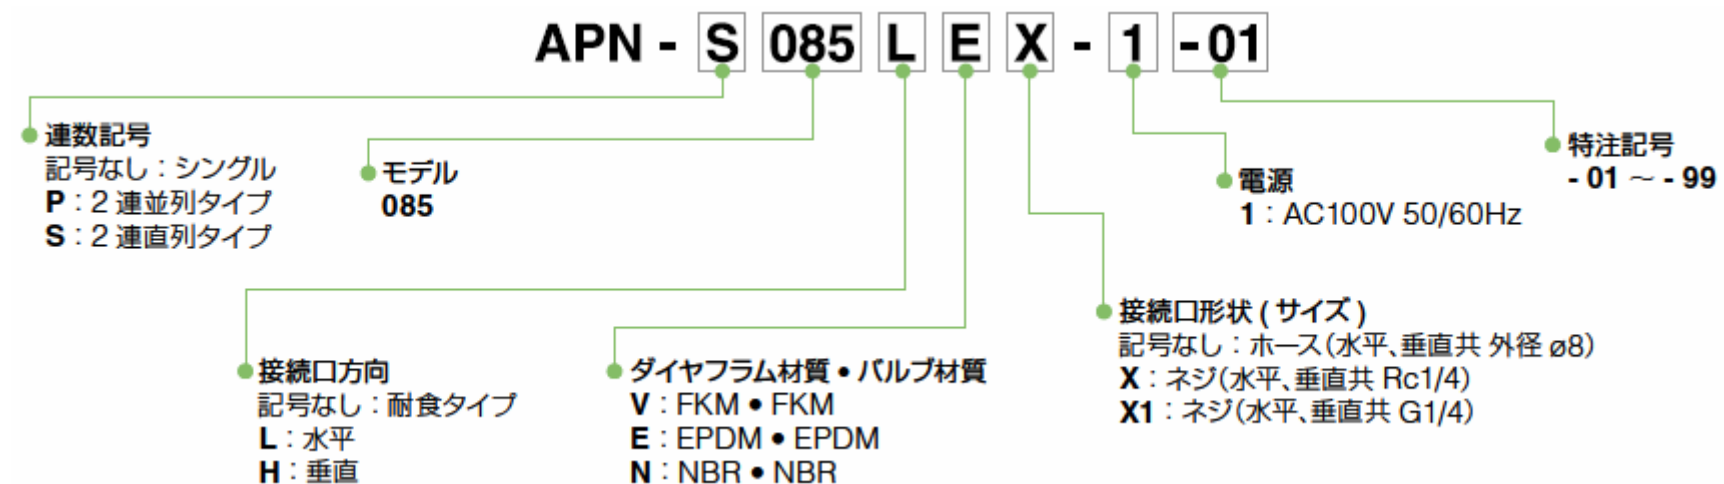 APN - S 085 L E X - 1 -01
連数記号
記号なし：シングル
P：2 連並列タイプ
S：2 連直列タイプ
モデル
085
接続口方向
記号なし：耐食タイプ
L：水平
H：垂直
ダイヤフラム材質 ● バルブ材質
V：FKM ● FKM
E：EPDM ● EPDM
N：NBR ● NBR
接続口形状 ( サイズ )
記号なし：ホース（水平、垂直共 外径 ø8）
X：ネジ（水平、垂直共 Rc1/4）
X1：ネジ（水平、垂直共 G1/4）
電源
1：AC100V 50/60Hz
特注記号
- 01 ～ - 99